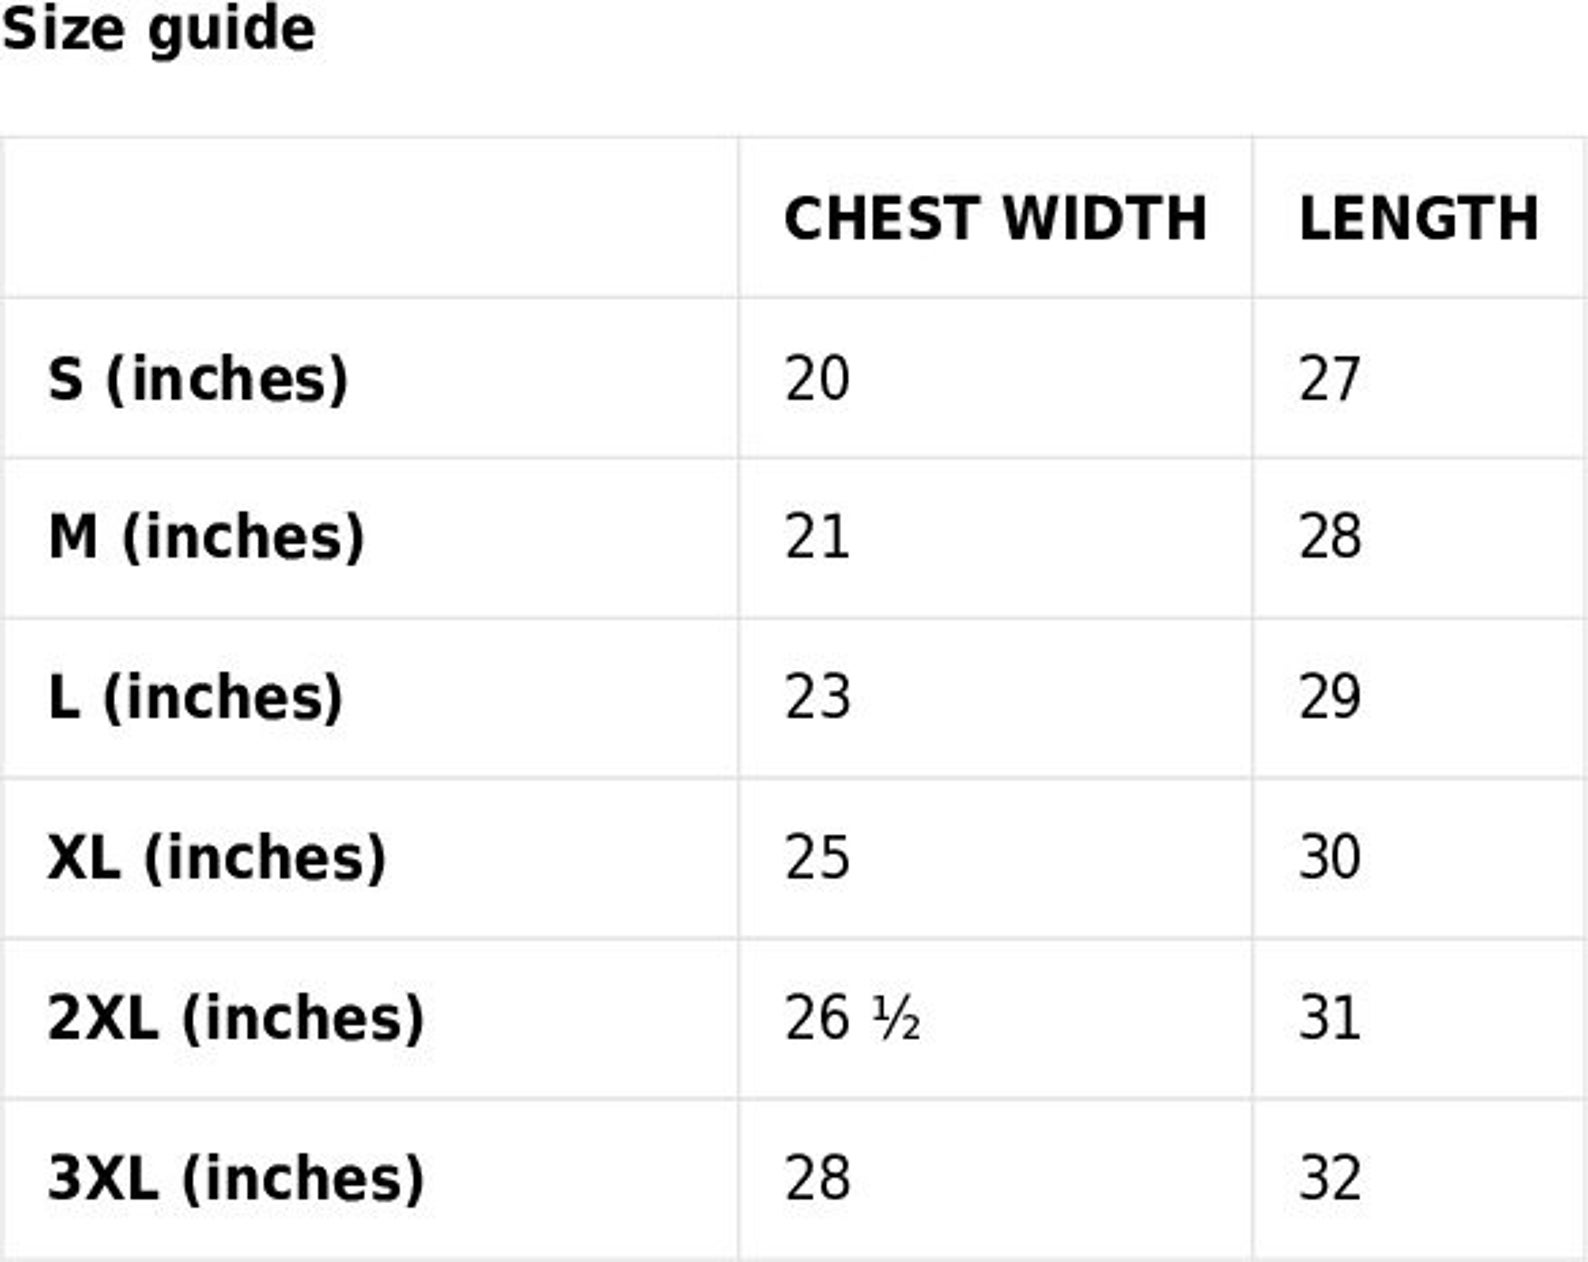 Size guide
CHEST WIDTH LENGTH
S (inches) 20 27
M (inches) 21 28
L (inches) 23 29
XL (inches) 25 30
2XL (inches) 26 ½ 31
3XL (inches) 28 32